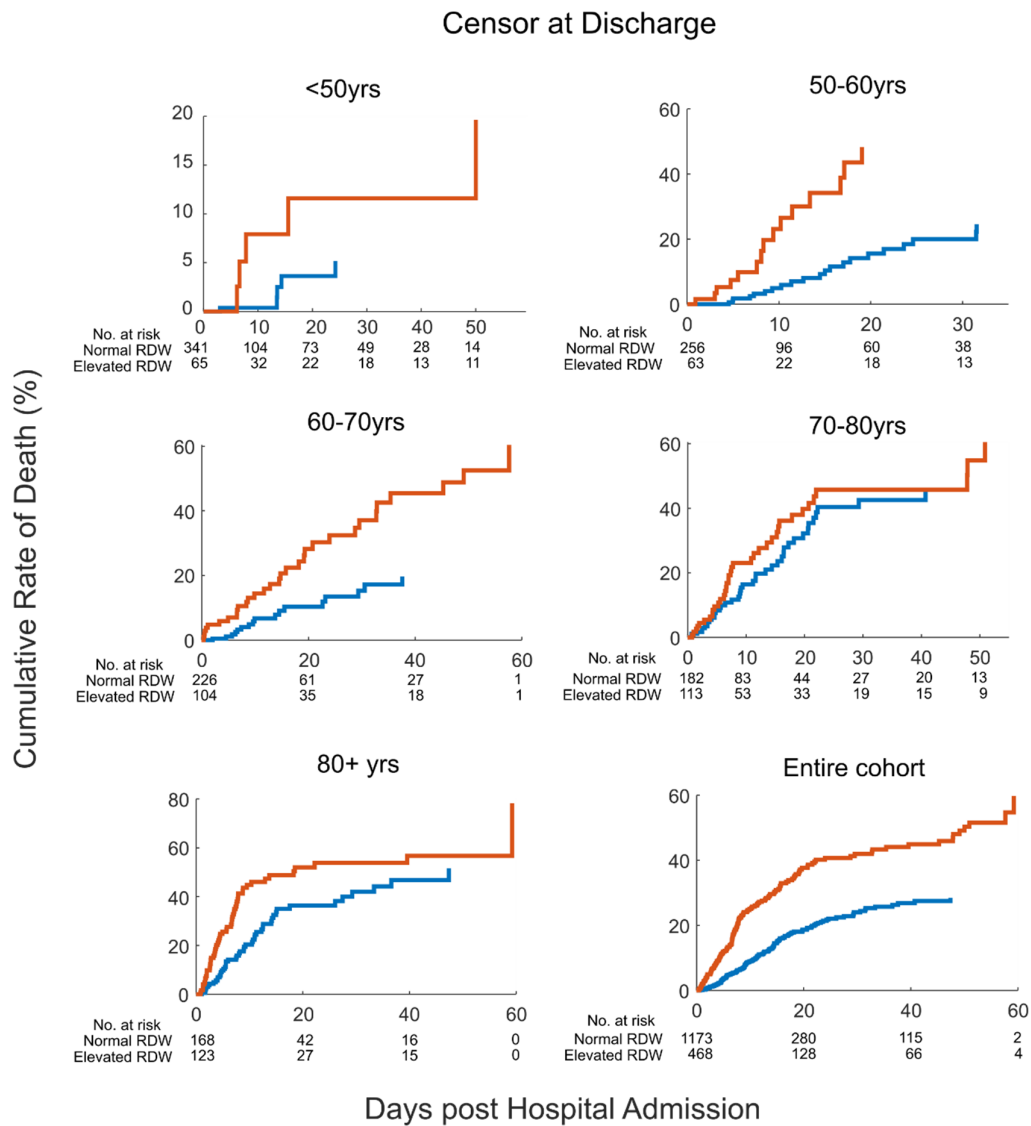 Censor at Discharge
Cumulative Rate of Death (%)
<50yrs
20
15
10
5
0
0 10 20 30 40 50
No. at risk
Normal RDW 341 104 73 49 28 14
Elevated RDW 65 32 22 18 13 11
50-60yrs
60
40
20
0
0 10 20 30
No. at risk
Normal RDW 256 96 60 38
Elevated RDW 63 22 18 13
60-70yrs
60
40
20
0
0 20 40 60
No. at risk
Normal RDW 226 61 27 1
Elevated RDW 104 35 18 1
70-80yrs
60
40
20
0
0 10 20 30 40 50
No. at risk
Normal RDW 182 83 44 27 20 13
Elevated RDW 113 53 33 19 15 9
80+ yrs
80
60
40
20
0
0 20 40 60
No. at risk
Normal RDW 168 42 16 0
Elevated RDW 123 27 15 0
Entire cohort
60
40
20
0
0 20 40 60
No. at risk
Normal RDW 1173 280 115 2
Elevated RDW 468 128 66 4
Days post Hospital Admission